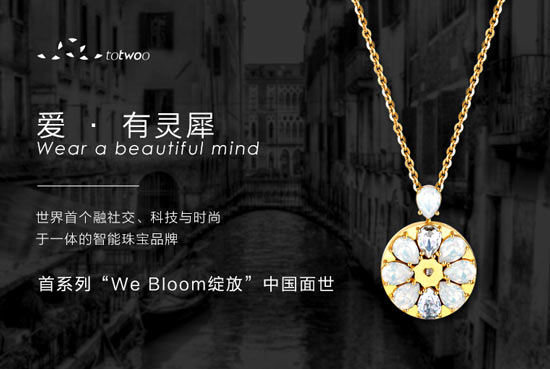 totwoo
爱 · 有灵犀
Wear a beautiful mind
世界首个融社交、科技与时尚
于一体的智能珠宝品牌
首系列“We Bloom绽放”中国面世